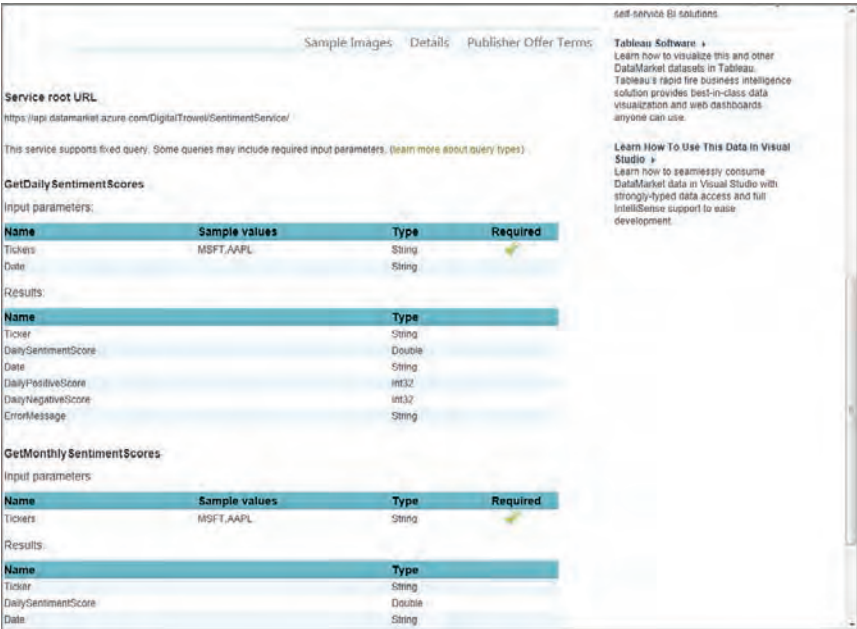 self-service BI solutions.
Sample Images Details Publisher Offer Terms
Tableau Software
Learn how to visualize this and other
DataMarket datasets in Tableau.
Tableau's rapid fire business intelligence
solution provides best-in-class data
visualization and web dashboards
anyone can use.
Learn How To Use This Data in Visual
Studio
Learn how to seamlessly consume
DataMarket data in Visual Studio with
strongly-typed data access and full
IntelliSense support to ease
development.
Service root URL
https://api.datamarket.azure.com/DigitalTrowel/SentimentService/
This service supports fixed query. Some queries may include required input parameters. (learn more about query types)
GetDailySentimentScores
Input parameters:
Name Sample values Type Required
Tickers MSFT,AAPL String
Date String
Results:
Name Type
Ticker String
DailySentimentScore Double
Date String
DailyPositiveScore Int32
DailyNegativeScore Int32
ErrorMessage String
GetMonthlySentimentScores
Input parameters
Name Sample values Type Required
Tickers MSFT,AAPL String
Results:
Name Type
Ticker String
DailySentimentScore Double
Date String